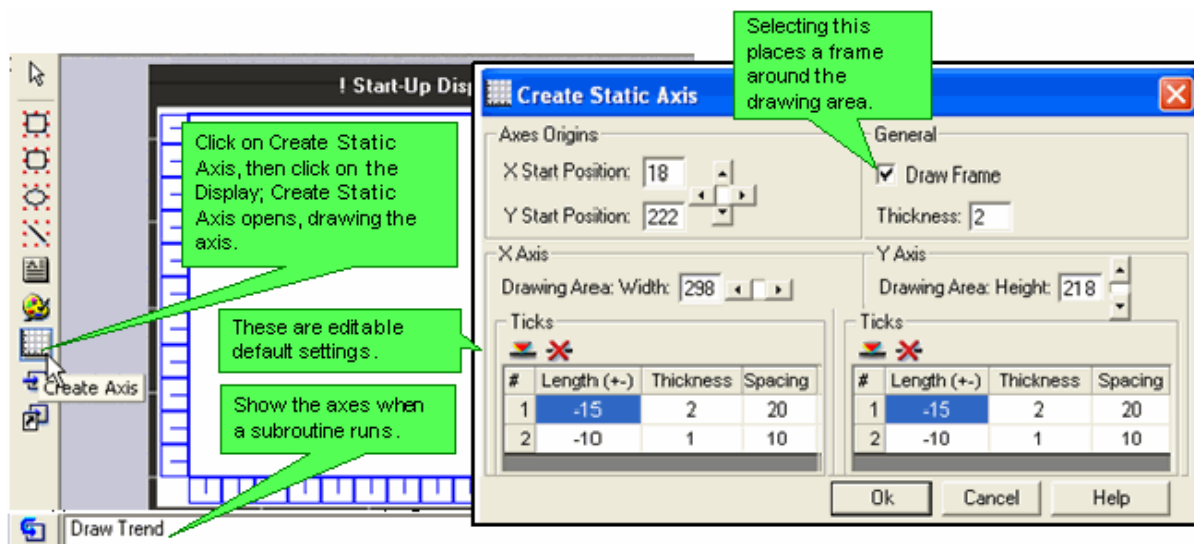 Selecting this
places a frame
around the
drawing area.
! Start-Up Disp
Click on Create Static
Axis, then click on the
Display; Create Static
Axis opens, drawing the
axis.
These are editable
default settings.
Create Axis
Show the axes when
a subroutine runs.
Draw Trend
Create Static Axis
Axes Origins
X Start Position: 18
Y Start Position: 222
General
Draw Frame
Thickness: 2
X Axis
Drawing Area: Width: 298
Ticks
# Length (+-) Thickness Spacing
1 -15 2 20
2 -10 1 10
Y Axis
Drawing Area: Height: 218
Ticks
# Length (+-) Thickness Spacing
1 -15 2 20
2 -10 1 10
Ok Cancel Help